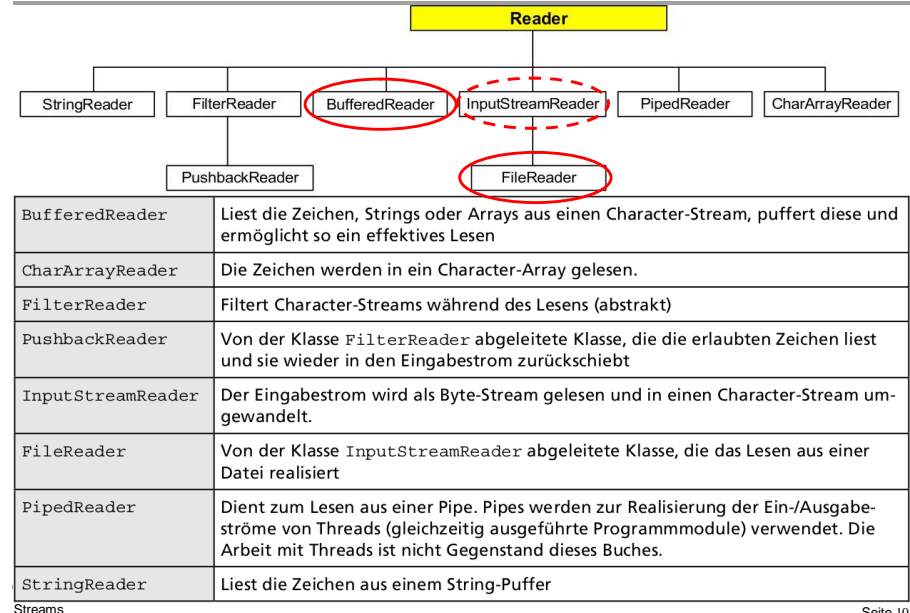 Reader
StringReader FilterReader BufferedReader InputStreamReader PipedReader CharArrayReader
PushbackReader FileReader
BufferedReader Liest die Zeichen, Strings oder Arrays aus einen Character-Stream, puffert diese und
ermöglicht so ein effektives Lesen
CharArrayReader Die Zeichen werden in ein Character-Array gelesen.
FilterReader Filtert Character-Streams während des Lesens (abstrakt)
PushbackReader Von der Klasse FilterReader abgeleitete Klasse, die die erlaubten Zeichen liest
und sie wieder in den Eingabestrom zurückschiebt
InputStreamReader Der Eingabestrom wird als Byte-Stream gelesen und in einen Character-Stream um-
gewandelt.
FileReader Von der Klasse InputStreamReader abgeleitete Klasse, die das Lesen aus einer
Datei realisiert
PipedReader Dient zum Lesen aus einer Pipe. Pipes werden zur Realisierung der Ein-/Ausgabe-
ströme von Threads (gleichzeitig ausgeführte Programmmodule) verwendet. Die
Arbeit mit Threads ist nicht Gegenstand dieses Buches.
StringReader Liest die Zeichen aus einem String-Puffer
Streams Seite 10